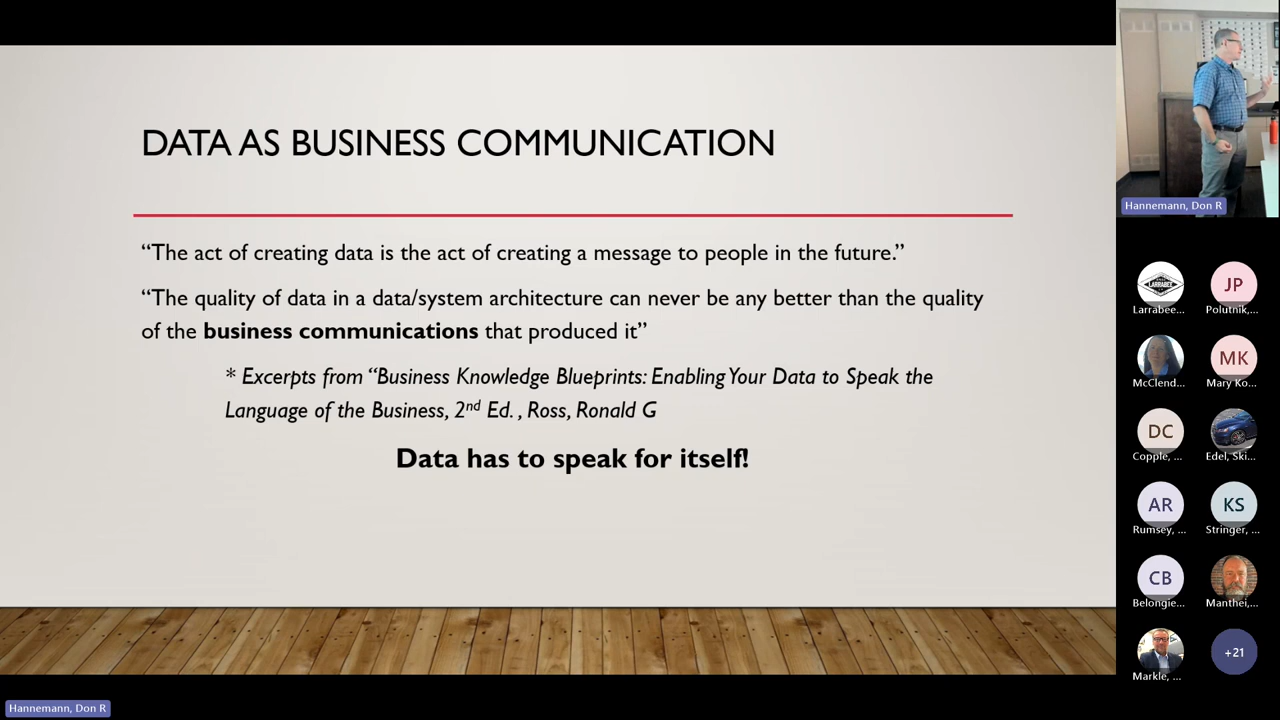 DATA AS BUSINESS COMMUNICATION
“The act of creating data is the act of creating a message to people in the future.”
“The quality of data in a data/system architecture can never be any better than the quality
of the business communications that produced it”
* Excerpts from “Business Knowledge Blueprints: Enabling Your Data to Speak the
Language of the Business, 2nd Ed. , Ross, Ronald G
Data has to speak for itself!
Hannemann, Don R
LARRABEE
Larrabee...
JP
Polutnik,...
McClend...
MK
Mary Ko...
DC
Copple, ...
Edel, Ski...
AR
Rumsey, ...
KS
Stringer, ...
CB
Belongie...
Manthei,...
Markle, ...
+21
Hannemann, Don R